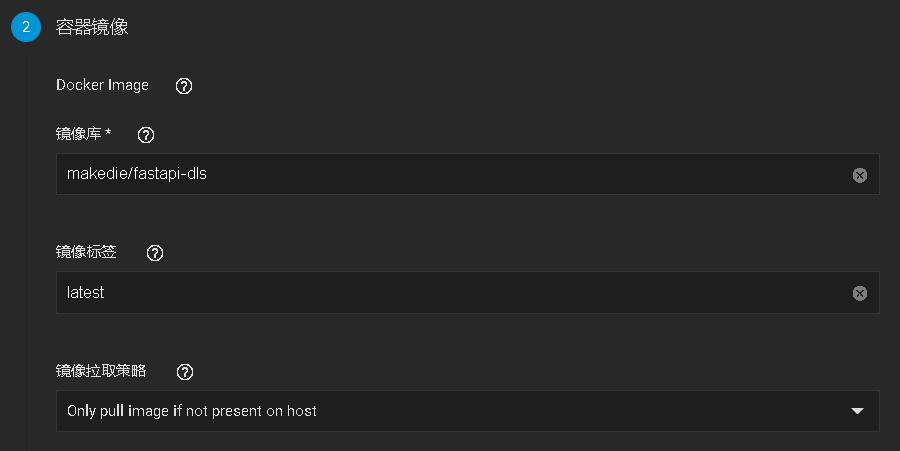 2 容器镜像
Docker Image
镜像库 *
makedie/fastapi-dls
镜像标签
latest
镜像拉取策略
Only pull image if not present on host